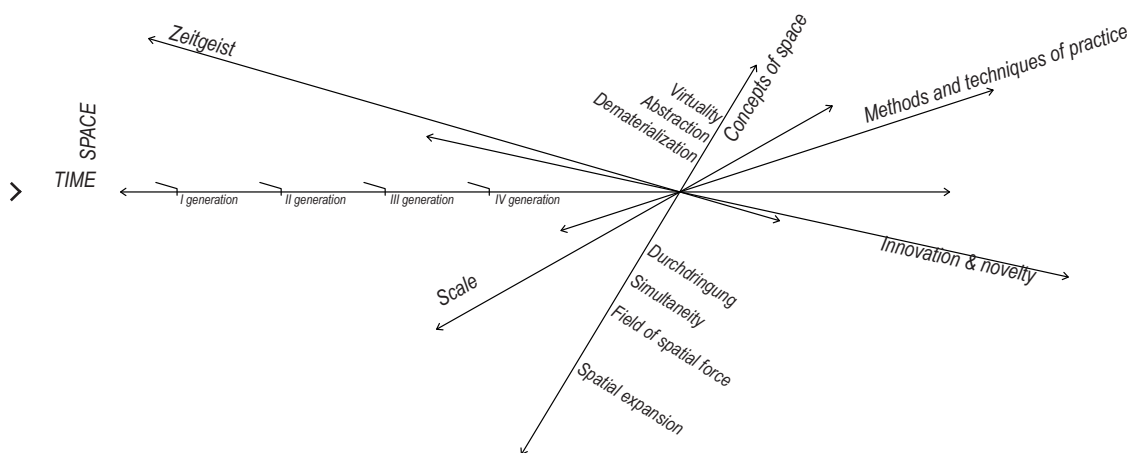 Zeitgeist
Concepts of space
Methods and techniques of practice
Virtuality
Abstraction
Dematerialization
SPACE
TIME
I generation
II generation
III generation
IV generation
Innovation & novelty
Scale
Durchdringung
Simultaneity
Field of spatial force
Spatial expansion